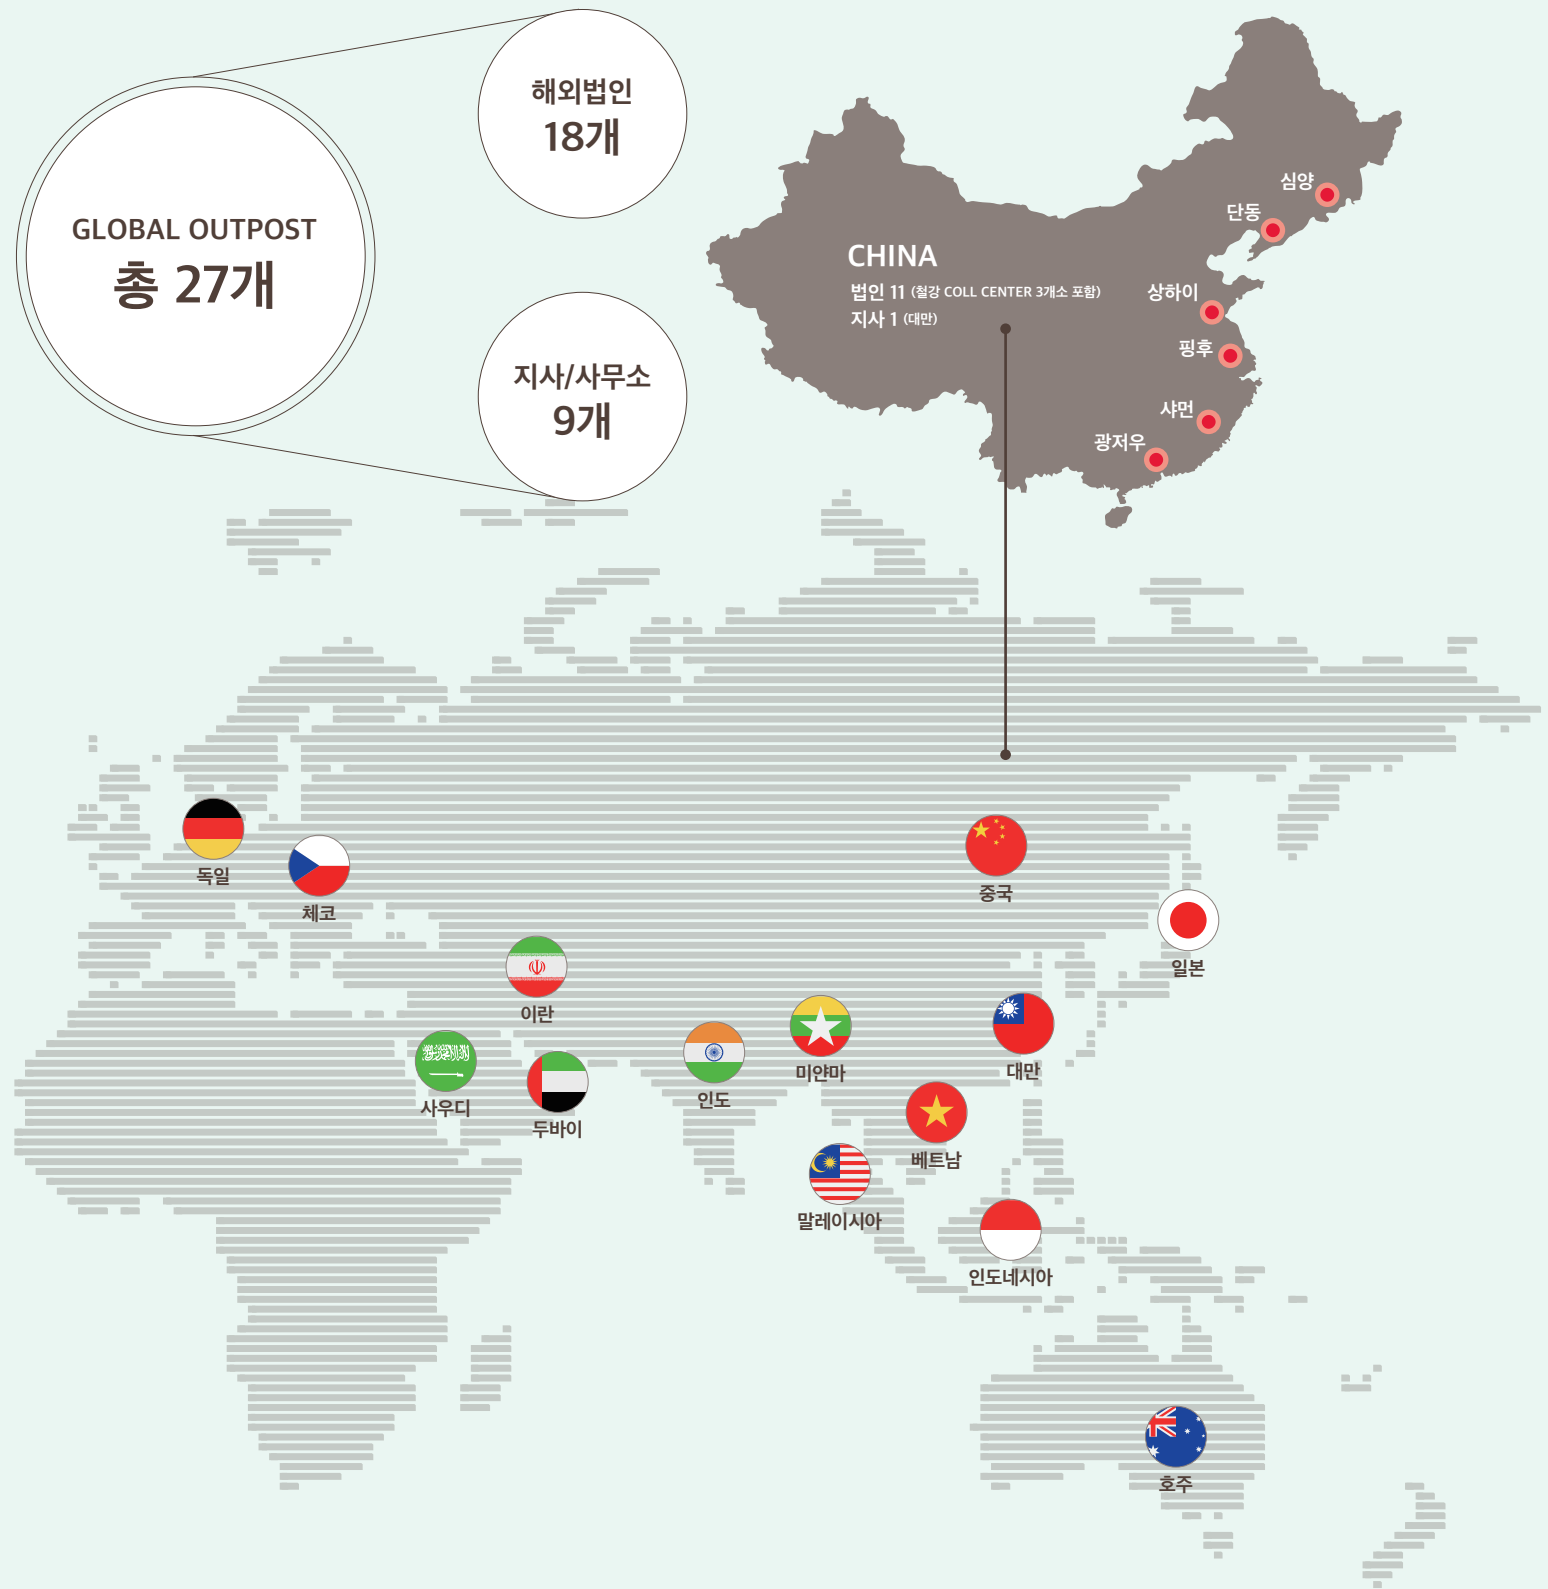 GLOBAL OUTPOST
총 27개
해외법인
18개
지사/사무소
9개
CHINA
법인 11 (철강 COLL CENTER 3개소 포함)
지사 1 (대만)
심양
단동
상하이
핑후
샤먼
광저우
독일
체코
중국
일본
이란
미얀마
대만
사우디
두바이
인도
베트남
말레이시아
인도네시아
호주